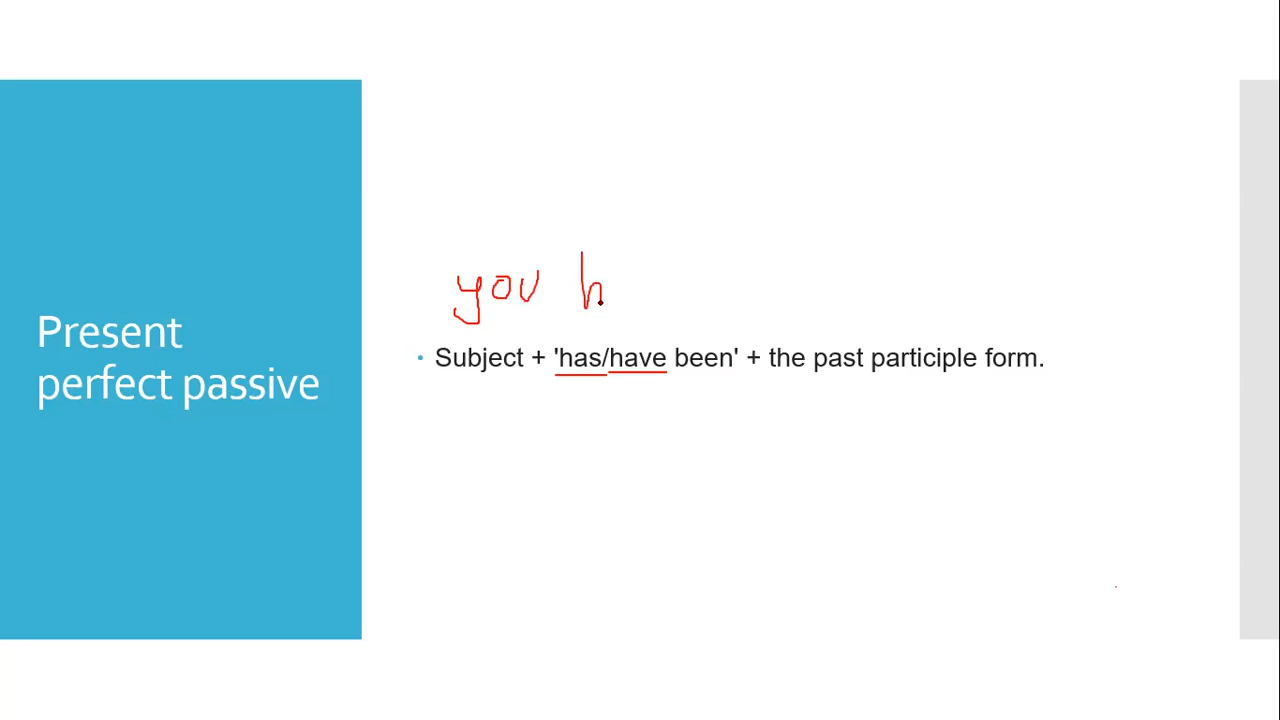 Present
perfect passive
you h
• Subject + 'has/have been' + the past participle form.